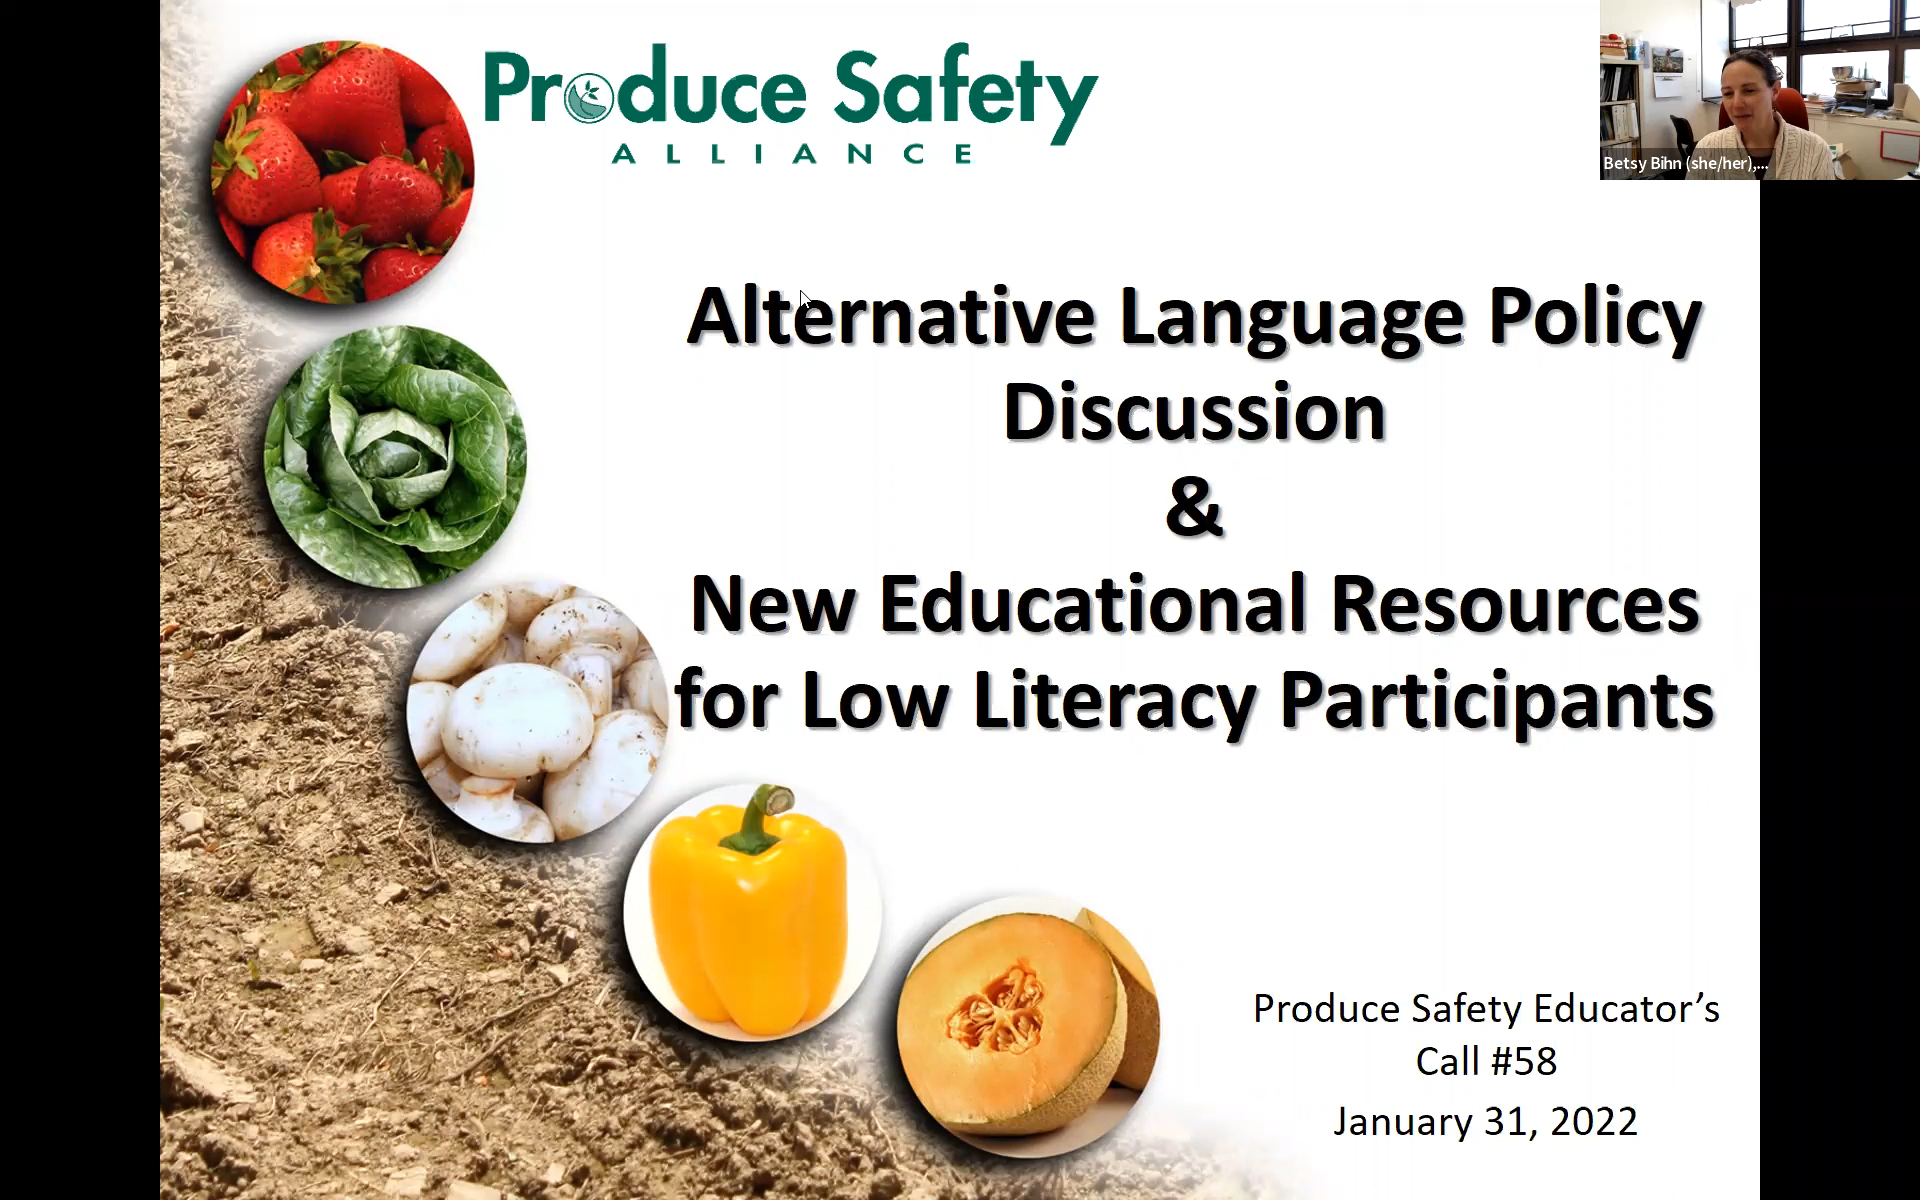 Produce Safety
ALLIANCE
Betsy Bihn (she/her),...
Alternative Language Policy
Discussion
&
New Educational Resources
for Low Literacy Participants
Produce Safety Educator’s
Call #58
January 31, 2022